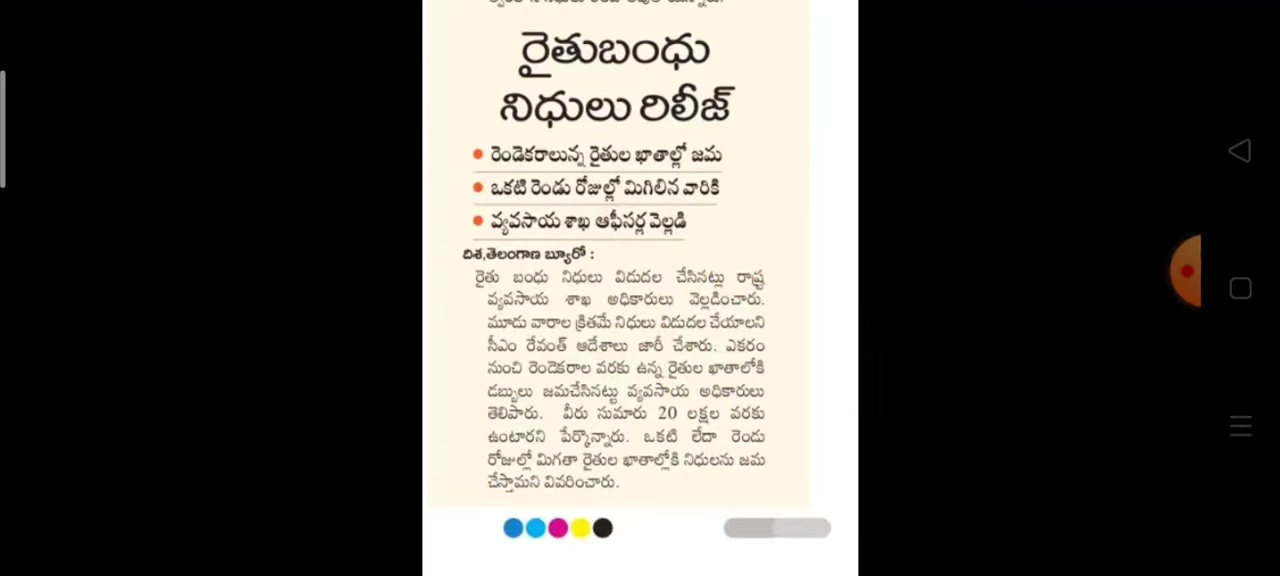 రైతుబంధు
నిధులు రిలీజ్
• రెండెకరాలున్న రైతుల ఖాతాల్లో జమ
• ఒకటి రెండు రోజుల్లో మిగిలిన వారికి
• వ్యవసాయ శాఖ ఆఫీసర్ల వెల్లడి
దిశ,తెలంగాణ బ్యూరో :
రైతు బంధు నిధులు విడుదల చేసినట్లు రాష్ట్ర
వ్యవసాయ శాఖ అధికారులు వెల్లడించారు.
మూడు వారాల క్రితమే నిధులు విడుదల చేయాలని
సీఎం రేవంత్ ఆదేశాలు జారీ చేశారు. ఎకరం
నుంచి రెండెకరాల వరకు ఉన్న రైతుల ఖాతాలోకి
డబ్బులు జమచేసినట్టు వ్యవసాయ అధికారులు
తెలిపారు. వీరు సుమారు 20 లక్షల వరకు
ఉంటారని పేర్కొన్నారు. ఒకటి లేదా రెండు
రోజుల్లో మిగతా రైతుల ఖాతాల్లోకి నిధులను జమ
చేస్తామని వివరించారు.